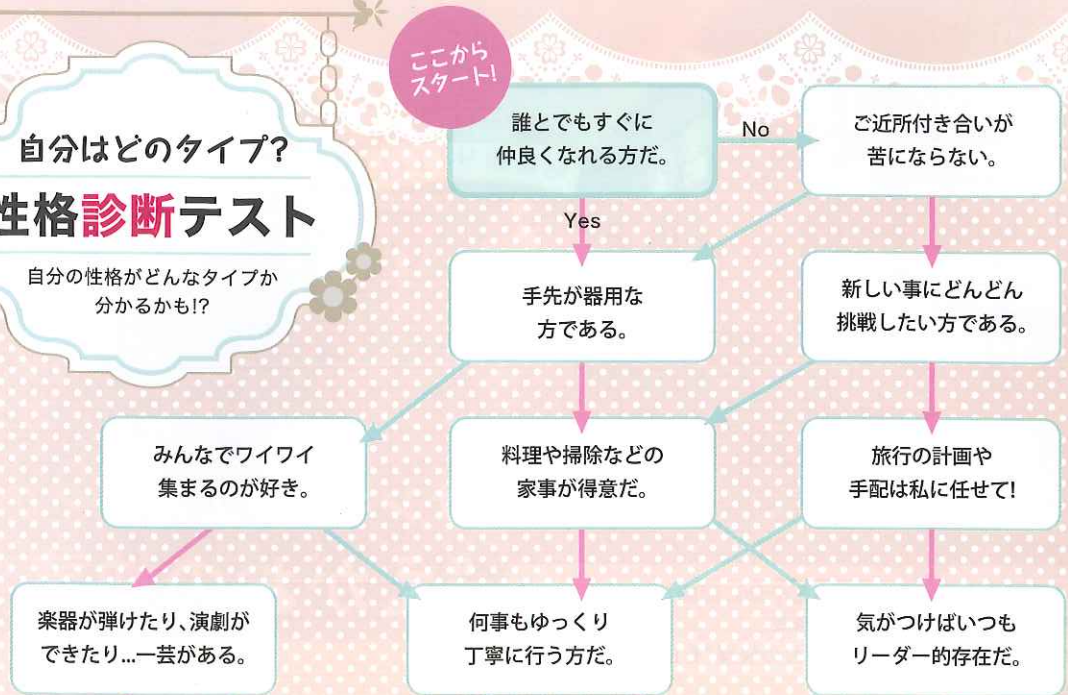 ここから
スタート!
自分はどのタイプ?
性格診断テスト
自分の性格がどんなタイプか
分かるかも!?
誰とでもすぐに
仲良くなれる方だ。
No
ご近所付き合いが
苦にならない。
Yes
手先が器用な
方である。
新しい事にどんどん
挑戦したい方である。
みんなでワイワイ
集まるのが好き。
料理や掃除などの
家事が得意だ。
旅行の計画や
手配は私に任せて!
楽器が弾けたり、演劇が
できたり...一芸がある。
何事もゆっくり
丁寧に行う方だ。
気がつけばいつも
リーダー的存在だ。